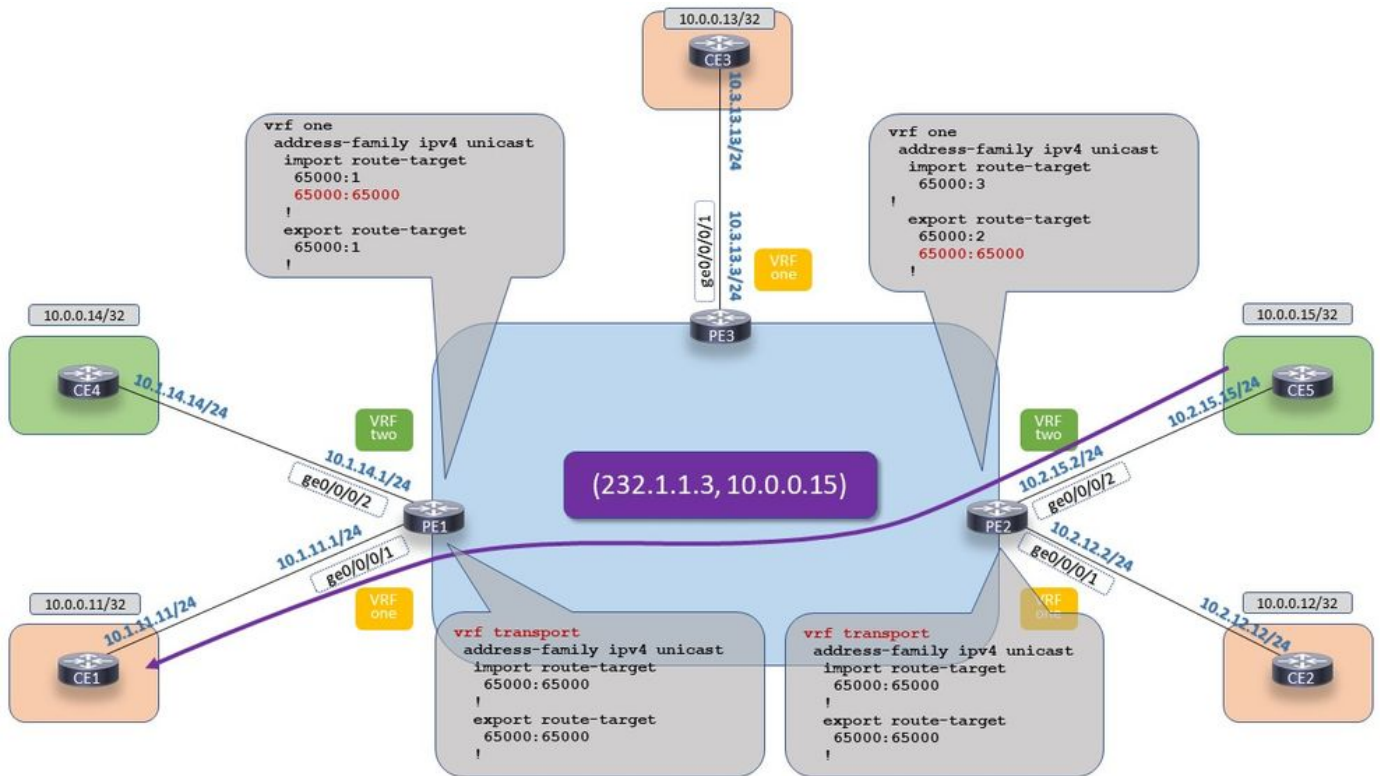 10.0.0.13/32
CE3
10.3.13.13/24
vrf one
address-family ipv4 unicast
import route-target
65000:1
65000:65000
!
export route-target
65000:1
!
vrf one
address-family ipv4 unicast
import route-target
65000:3
!
export route-target
65000:2
65000:65000
!
ge0/0/0/1
10.3.13.3/24
VRF
one
PE3
10.0.0.14/32
CE4
10.1.14.14/24
VRF
two
10.1.14.1/24
ge0/0/0/2
10.0.0.15/32
CE5
10.2.15.15/24
VRF
two
10.2.15.2/24
ge0/0/0/2
(232.1.1.3, 10.0.0.15)
PE1
PE2
10.1.11.1/24
ge0/0/0/1
10.2.12.2/24
ge0/0/0/1
10.0.0.11/32
10.1.11.11/24
VRF
one
CE1
VRF
one
10.0.0.12/32
10.2.12.12/24
CE2
vrf transport
address-family ipv4 unicast
import route-target
65000:65000
!
export route-target
65000:65000
!
vrf transport
address-family ipv4 unicast
import route-target
65000:65000
!
export route-target
65000:65000
!